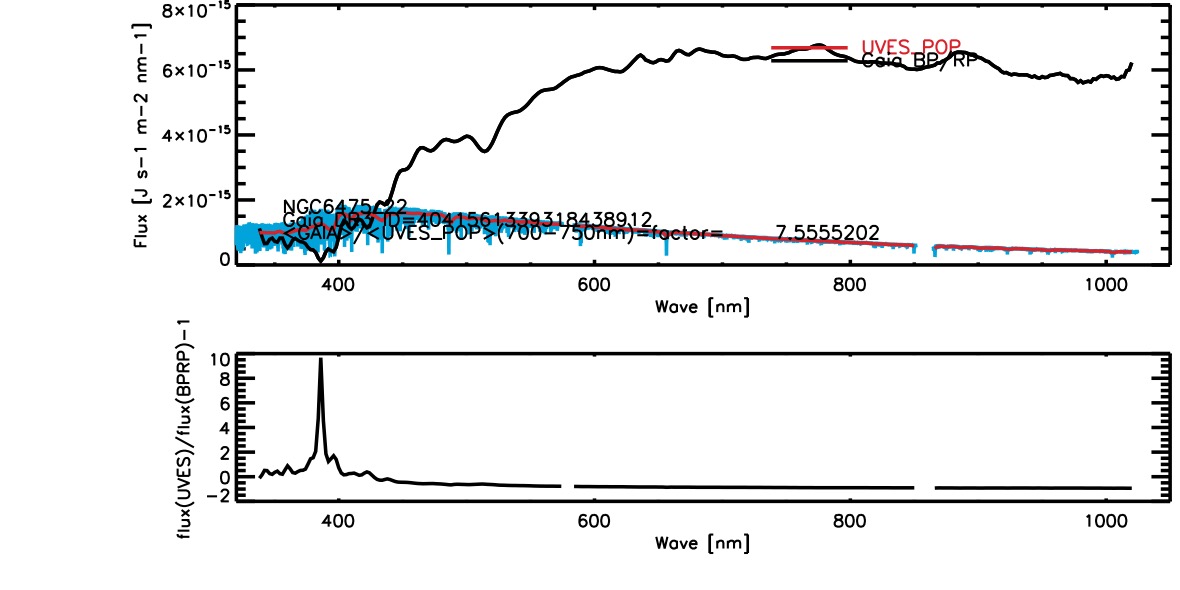 8×10⁻¹⁵
6×10⁻¹⁵
4×10⁻¹⁵
2×10⁻¹⁵
0
Flux [J s-1 m-2 nm-1]
UVES_POP
Gaia BP/RP
NGC6475-22
Gaia DR3 ID=4041561339318438912
<GAIA>/<UVES_POP>(700-750nm)=factor= 7.5555202
400 600 800 1000
Wave [nm]
flux(UVES)/flux(BPRP)-1
10
8
6
4
2
0
-2
400 600 800 1000
Wave [nm]